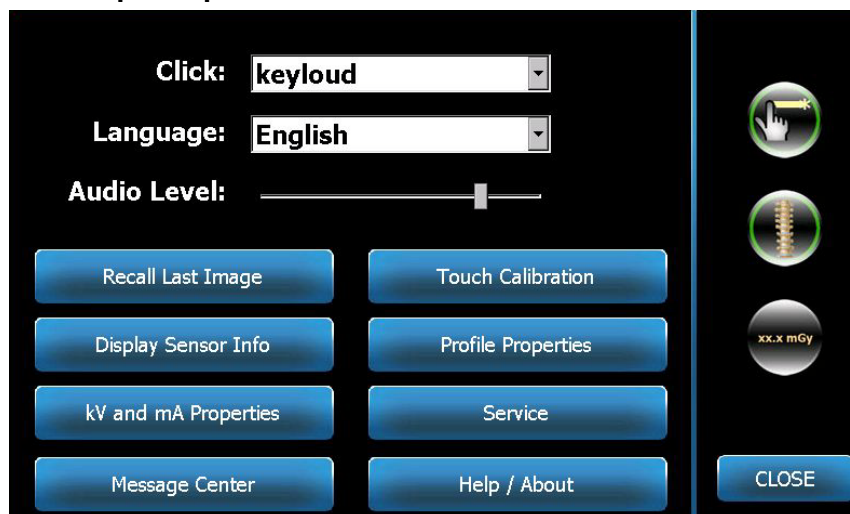 Click: keyloud
Language: English
Audio Level:
Recall Last Image
Touch Calibration
Display Sensor Info
Profile Properties
kV and mA Properties
Service
Message Center
Help / About
xx.x mGy
CLOSE